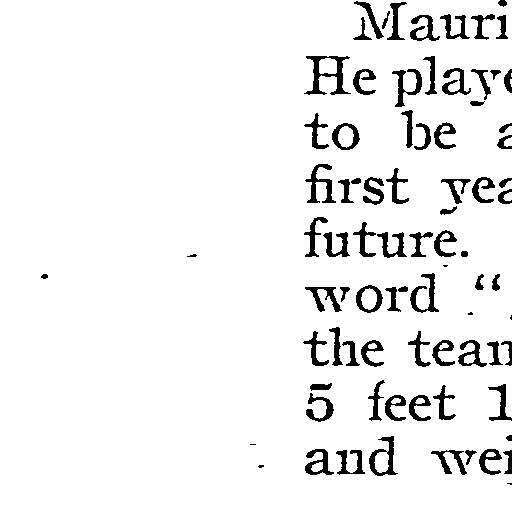 Mauri
He playe
to be a
first yea
future.
word "
the team
5 feet 1
and wei